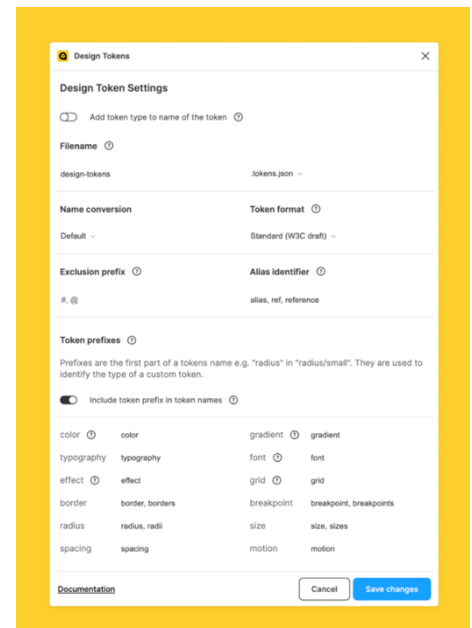 Design Tokens
Design Token Settings
Add token type to name of the token
Filename
design-tokens .tokens.json
Name conversion Token format
Default Standard (W3C draft)
Exclusion prefix Alias identifier
#, @ alias, ref, reference
Token prefixes
Prefixes are the first part of a tokens name e.g. "radius" in "radius/small". They are used to
identify the type of a custom token.
Include token prefix in token names
color color gradient gradient
typography typography font font
effect effect grid grid
border border, borders breakpoint breakpoint, breakpoints
radius radius, radii size size, sizes
spacing spacing motion motion
Documentation Cancel Save changes